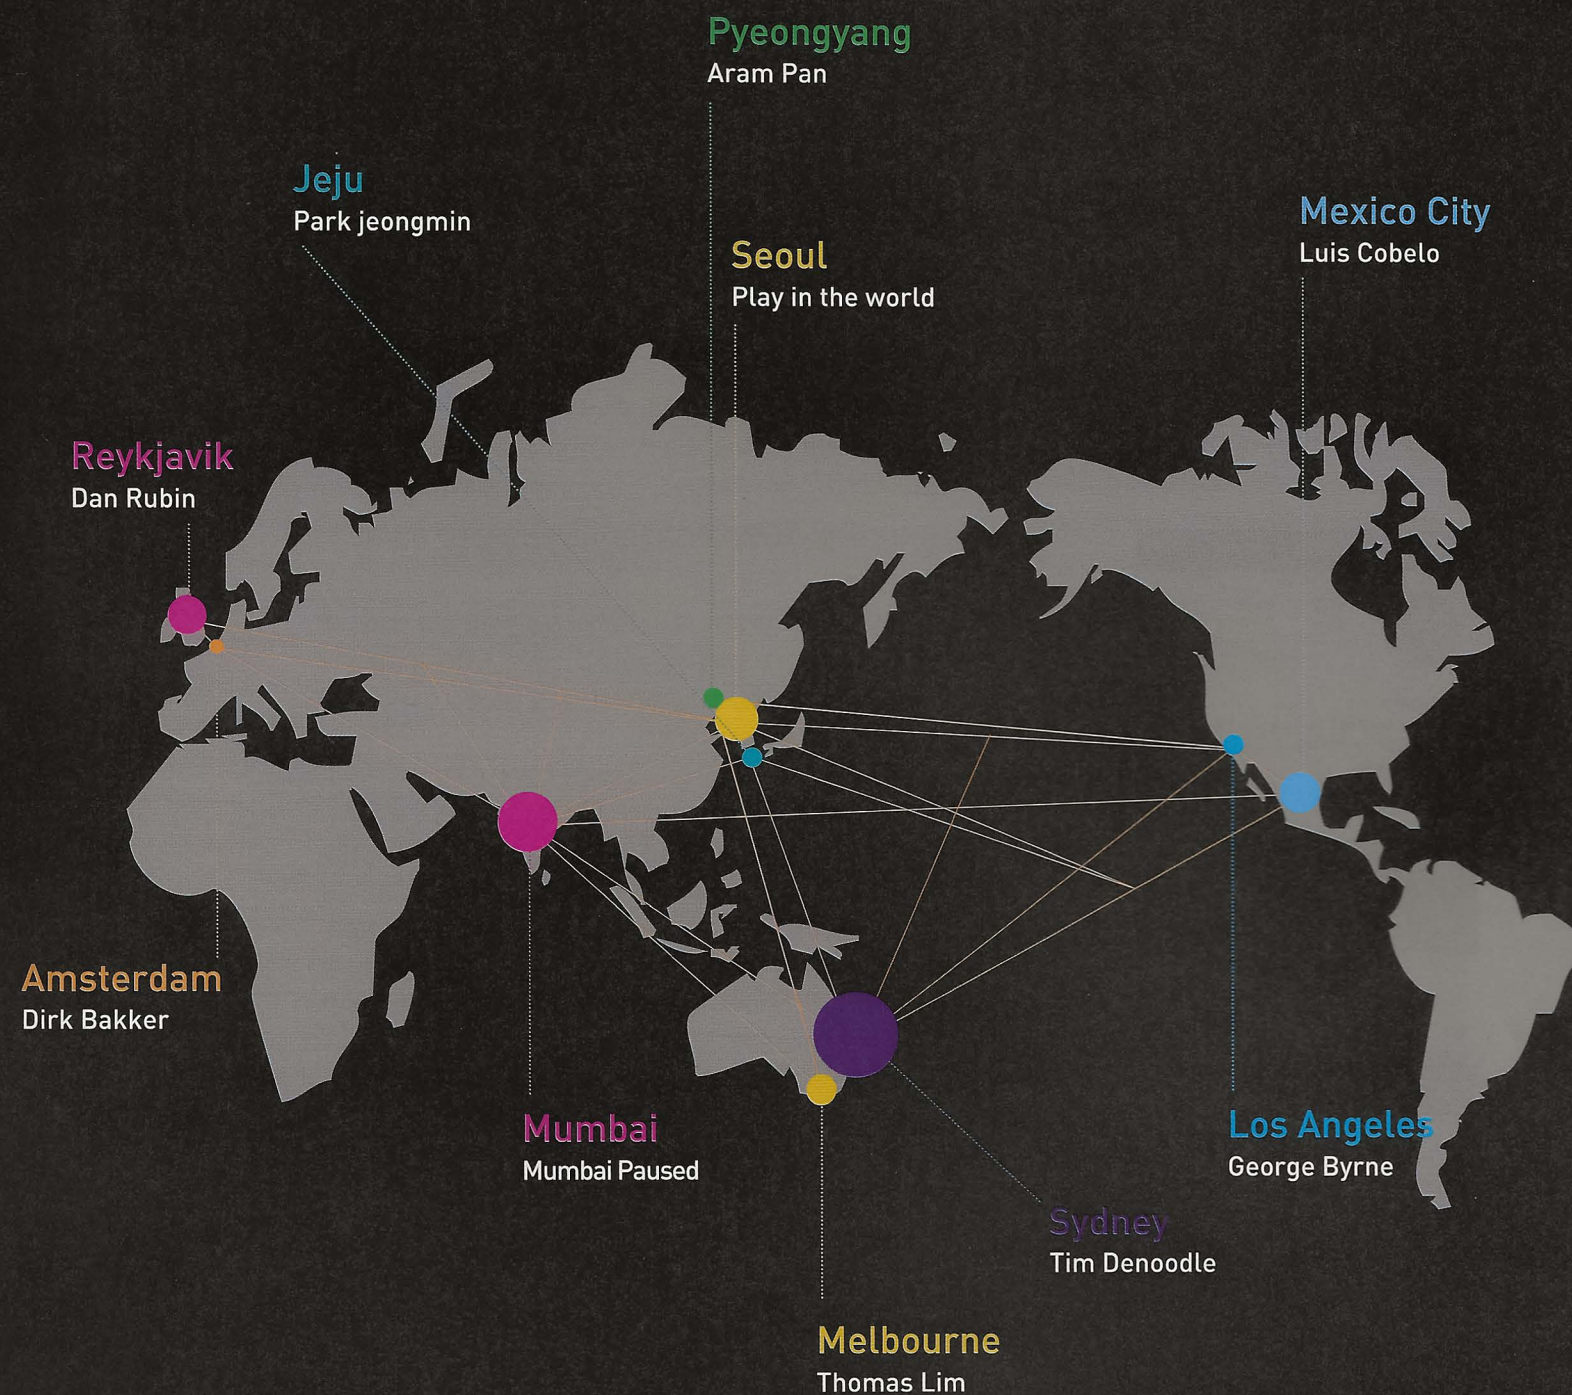 Pyeongyang
Aram Pan
Jeju
Park jeongmin
Mexico City
Luis Cobelo
Seoul
Play in the world
Reykjavik
Dan Rubin
Amsterdam
Dirk Bakker
Mumbai
Mumbai Paused
Los Angeles
George Byrne
Sydney
Tim Denoodle
Melbourne
Thomas Lim